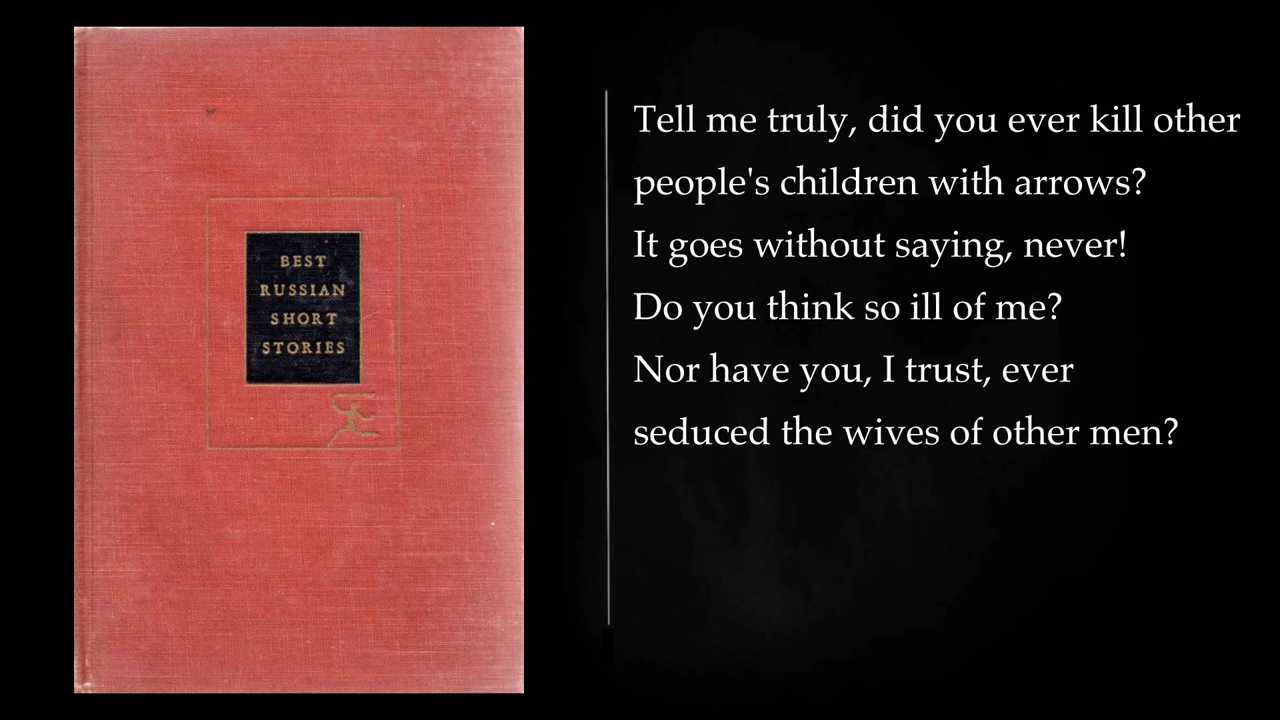 BEST
RUSSIAN
SHORT
STORIES
Tell me truly, did you ever kill other
people's children with arrows?
It goes without saying, never!
Do you think so ill of me?
Nor have you, I trust, ever
seduced the wives of other men?